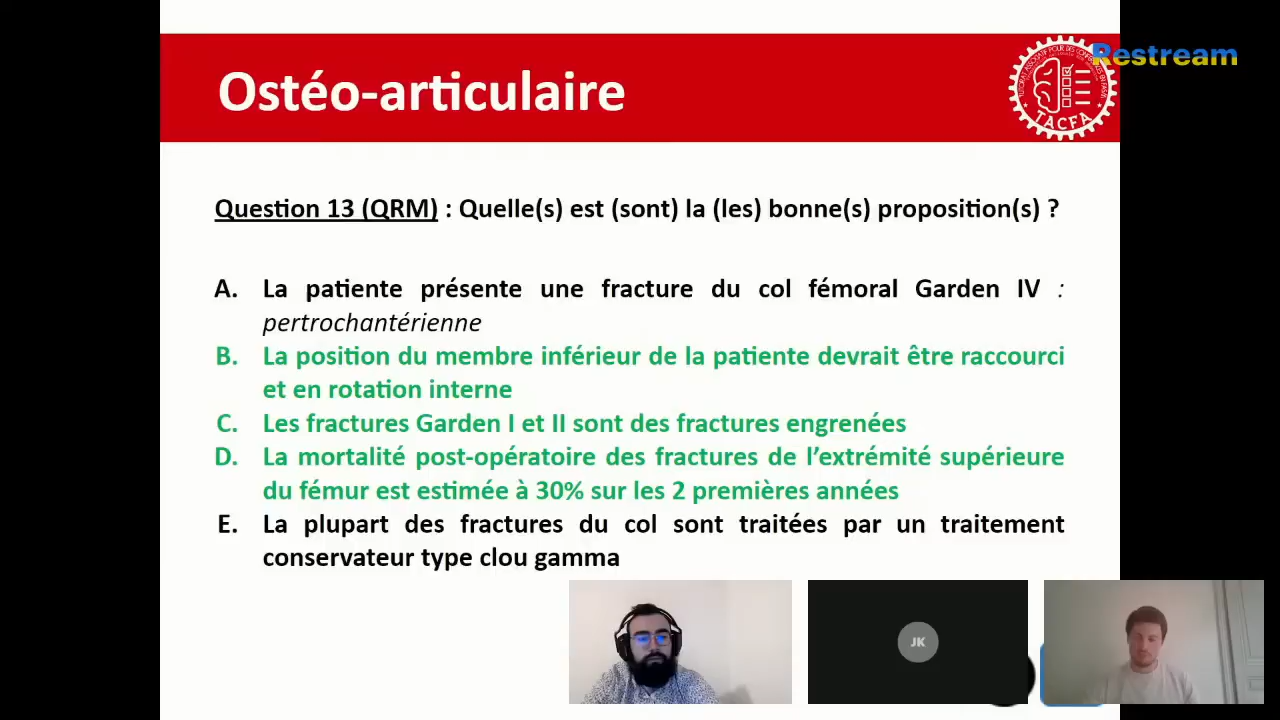 Restream
Ostéo-articulaire
TACFA
Question 13 (QRM) : Quelle(s) est (sont) la (les) bonne(s) proposition(s) ?
A. La patiente présente une fracture du col fémoral Garden IV :
pertrochantérienne
B. La position du membre inférieur de la patiente devrait être raccourci
et en rotation interne
C. Les fractures Garden I et II sont des fractures engrenées
D. La mortalité post-opératoire des fractures de l’extrémité supérieure
du fémur est estimée à 30% sur les 2 premières années
E. La plupart des fractures du col sont traitées par un traitement
conservateur type clou gamma
JK